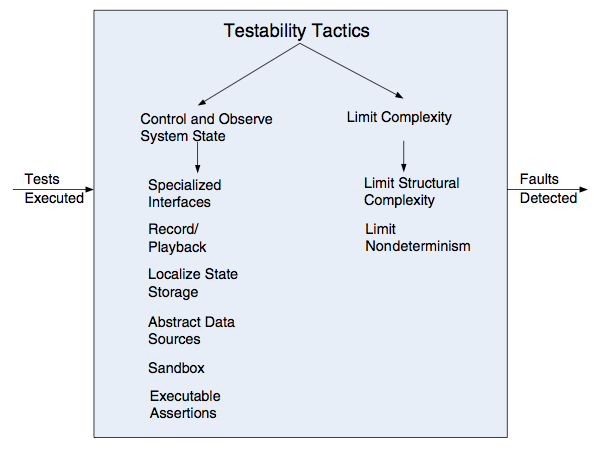 Testability Tactics
Control and Observe
System State
Limit Complexity
Tests
Executed
Specialized
Interfaces
Record/
Playback
Localize State
Storage
Abstract Data
Sources
Sandbox
Executable
Assertions
Limit Structural
Complexity
Limit
Nondeterminism
Faults
Detected